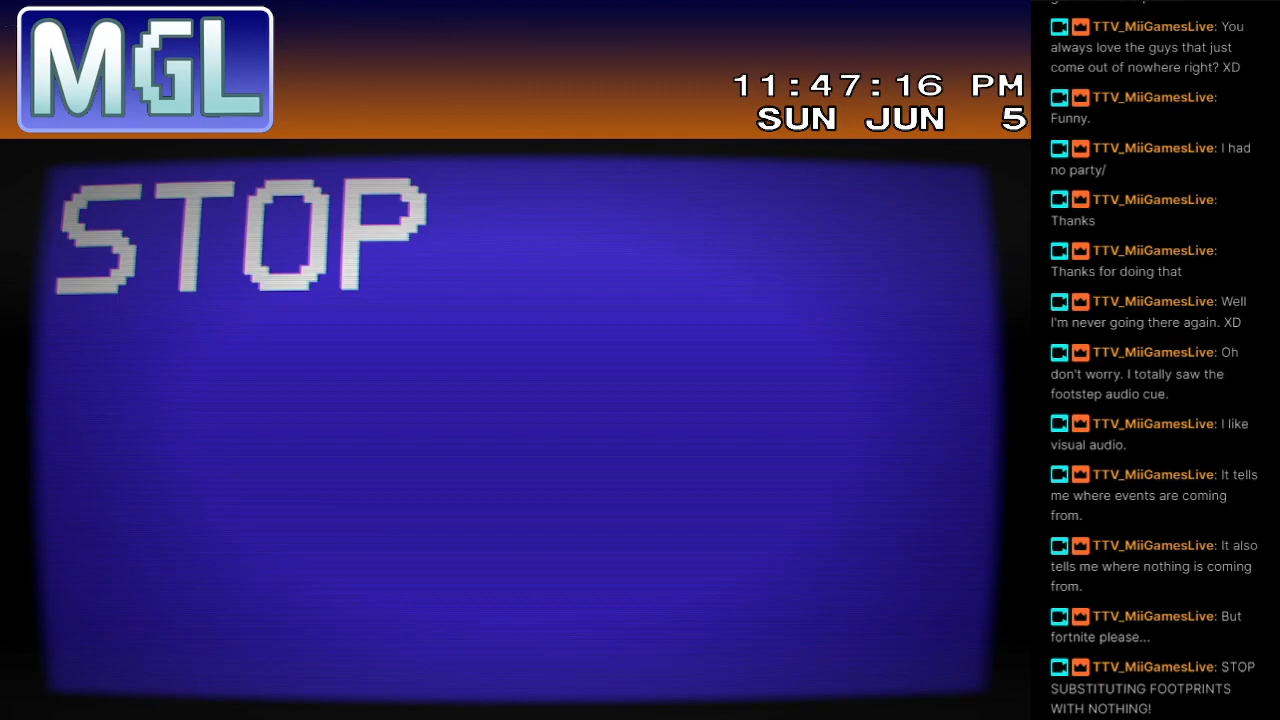 MGL
11:47:16 PM
SUN JUN 5
STOP
TTV_MiiGamesLive: You
always love the guys that just
come out of nowhere right? XD
TTV_MiiGamesLive:
Funny.
TTV_MiiGamesLive: I had
no party/
TTV_MiiGamesLive:
Thanks
TTV_MiiGamesLive:
Thanks for doing that
TTV_MiiGamesLive: Well
I'm never going there again. XD
TTV_MiiGamesLive: Oh
don't worry. I totally saw the
footstep audio cue.
TTV_MiiGamesLive: I like
visual audio.
TTV_MiiGamesLive: It tells
me where events are coming
from.
TTV_MiiGamesLive: It also
tells me where nothing is coming
from.
TTV_MiiGamesLive: But
fortnite please...
TTV_MiiGamesLive: STOP
SUBSTITUTING FOOTPRINTS
WITH NOTHING!